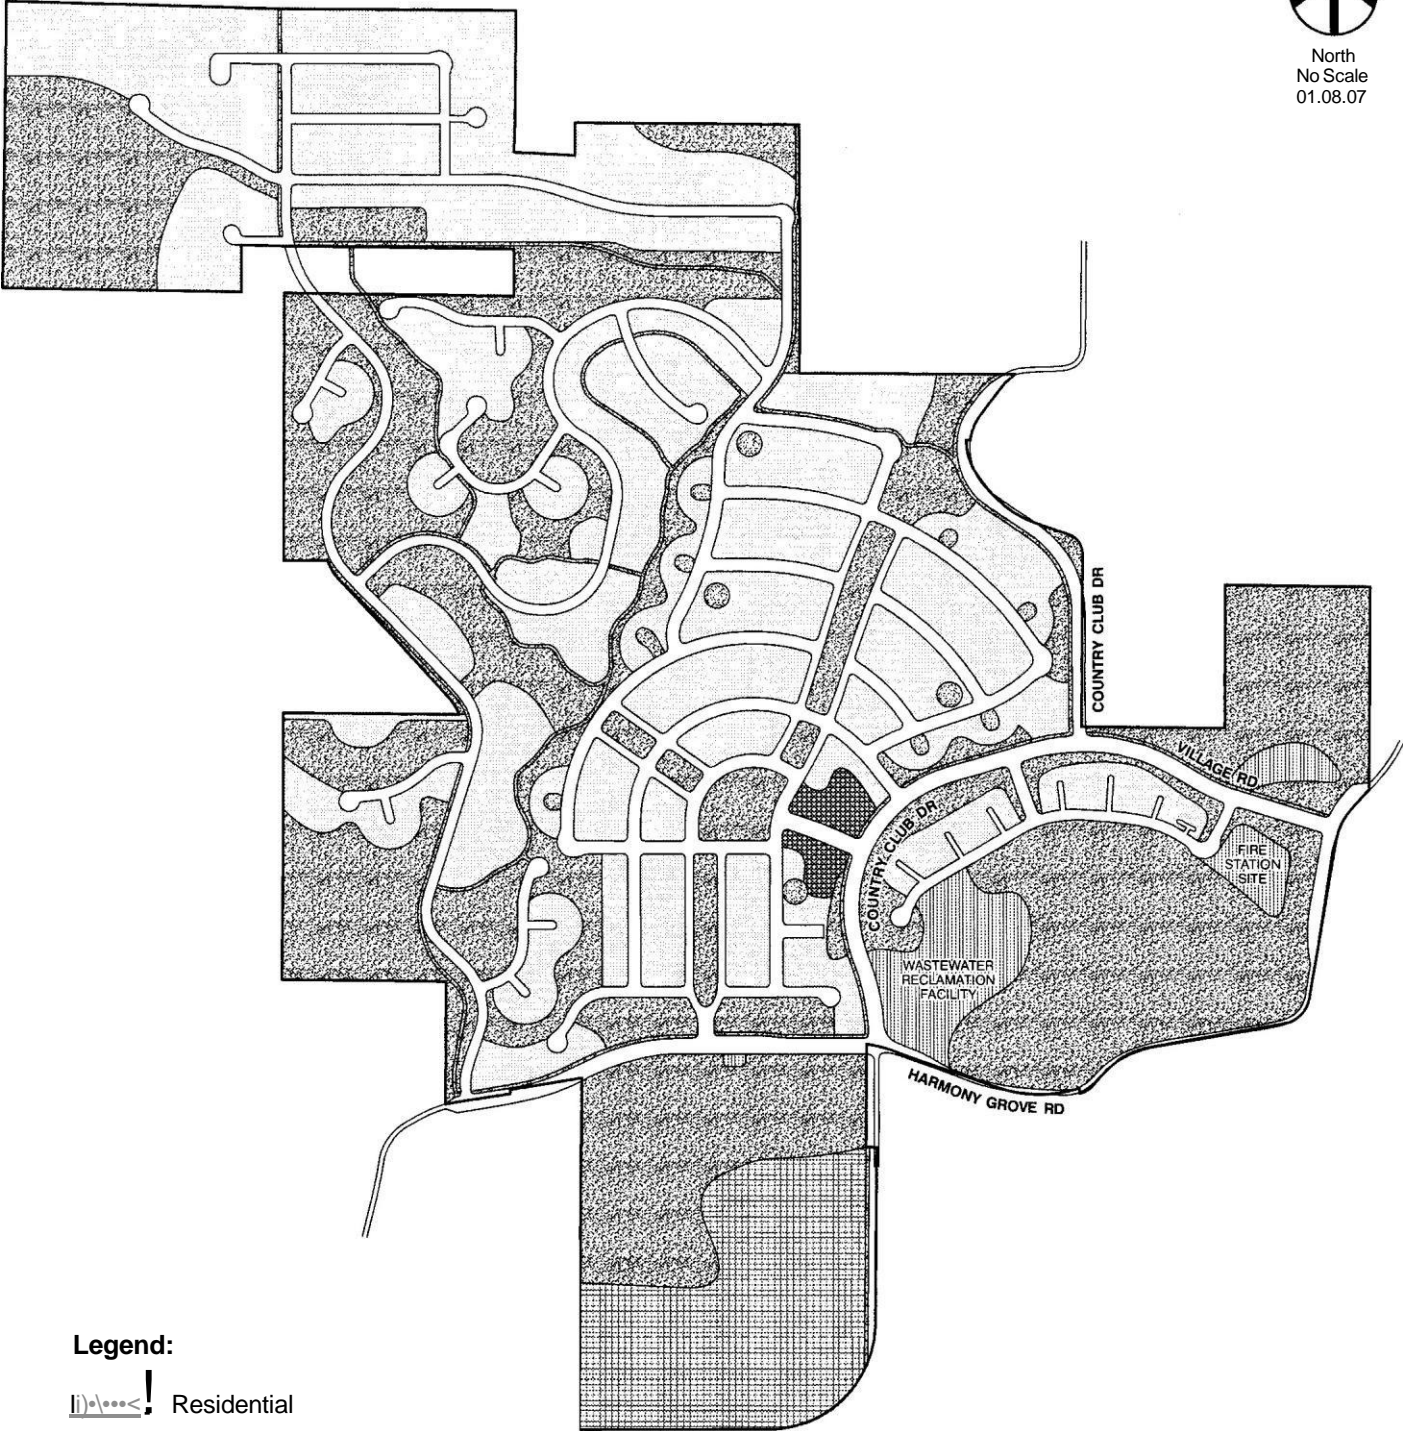 North
No Scale
01.08.07
COUNTRY CLUB DR
VILLAGE RD
COUNTRY CLUB DR
FIRE
STATION
SITE
WASTEWATER
RECLAMATION
FACILITY
HARMONY GROVE RD
Legend:
Residential